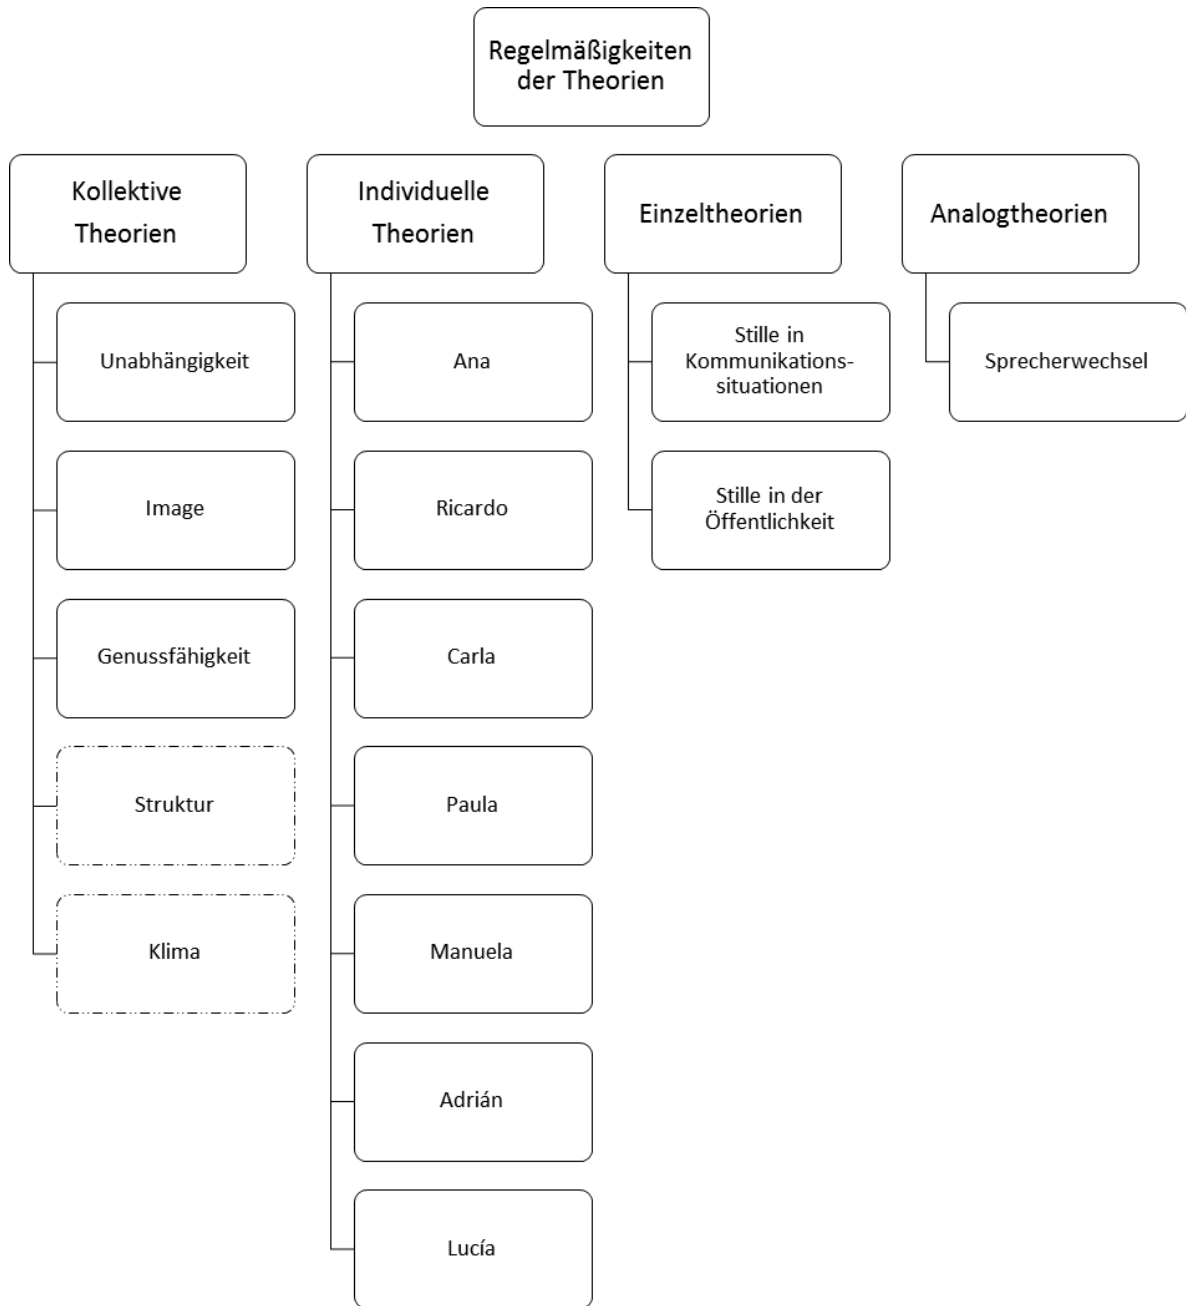 Regelmäßigkeiten
der Theorien
Kollektive
Theorien
Unabhängigkeit
Image
Genussfähigkeit
Struktur
Klima
Individuelle
Theorien
Ana
Ricardo
Carla
Paula
Manuela
Adrián
Lucía
Einzeltheorien
Stille in
Kommunikations-
situationen
Stille in der
Öffentlichkeit
Analogtheorien
Sprecherwechsel